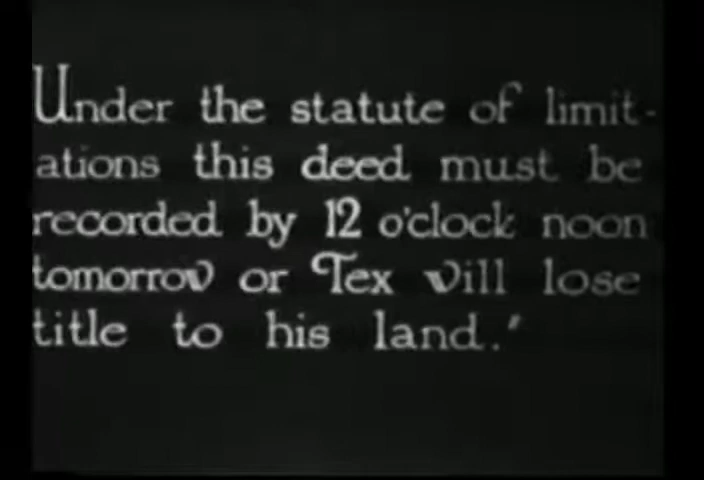 Under the statute of limit-
ations this deed must be
recorded by 12 o'clock noon
tomorrow or Tex will lose
title to his land."